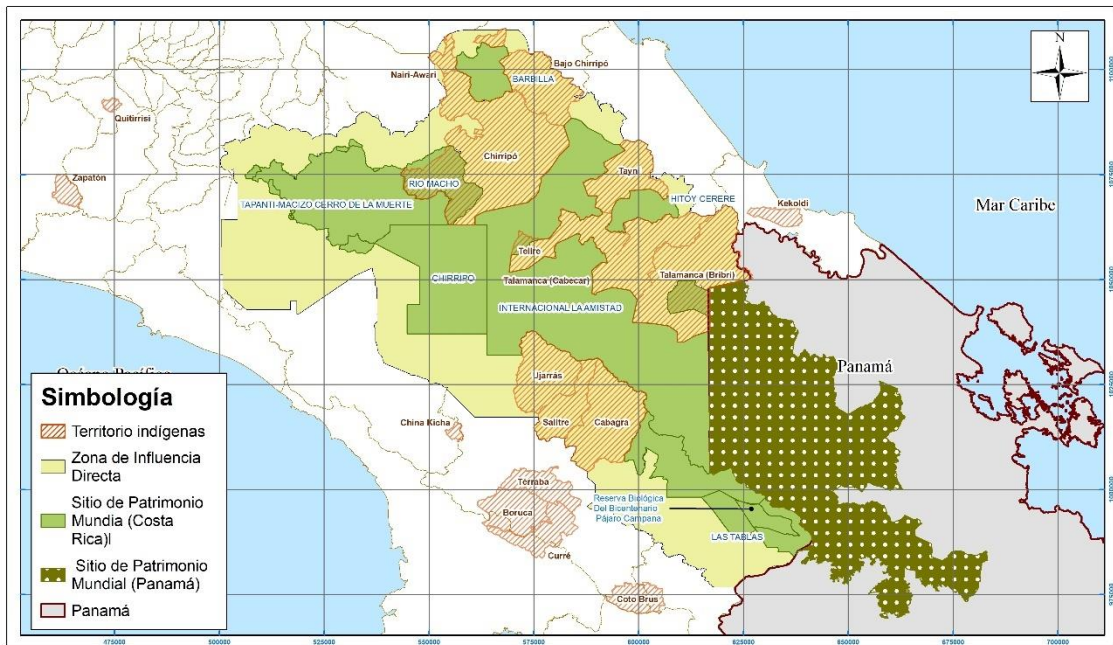 N
Nairi-Awari
Bajo Chirripó
BARBILLA
Quitirrisi
Chirripó
Zapatón
RIO MACHO
Tayni
TAPANTI-MACIZO CERRO DE LA MUERTE
HITOY CERERE
Kekoldi
Mar Caribe
Telire
Talamanca (Cabecar)
Talamanca (Bribri)
CHIRRIPO
INTERNACIONAL LA AMISTAD
Panamá
Ujarrás
China Kicha
Salitre
Cabagra
Térraba
Boruca
Curré
Reserva Biológica
Del Bicentenario
Pájaro Campana
LAS TABLAS
Coto Brus
Simbología
Territorio indígenas
Zona de Influencia
Directa
Sitio de Patrimonio
Mundia (Costa
Rica)l
Sitio de Patrimonio
Mundial (Panamá)
Panamá
475000 500000 525000 550000 575000 600000 625000 650000 675000 700000